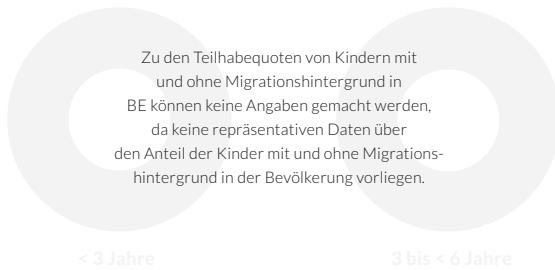 Zu den Teilhabequoten von Kindern mit
und ohne Migrationshintergrund in
BE können keine Angaben gemacht werden,
da keine repräsentativen Daten über
den Anteil der Kinder mit und ohne Migrations-
hintergrund in der Bevölkerung vorliegen.
< 3 Jahre
3 bis < 6 Jahre